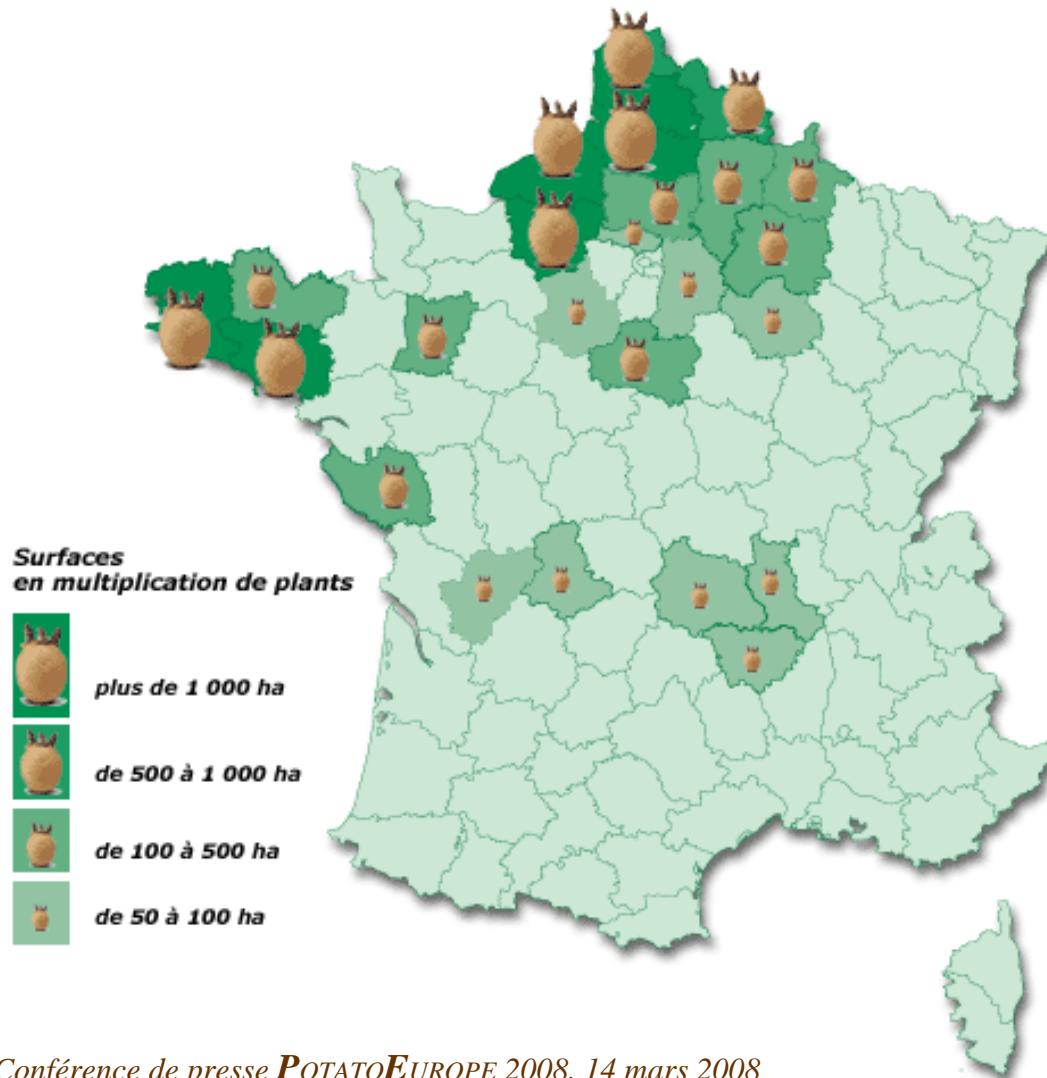 Surfaces
en multiplication de plants
plus de 1 000 ha
de 500 à 1 000 ha
de 100 à 500 ha
de 50 à 100 ha
Conférence de presse POTATOEUROPE 2008, 14 mars 2008